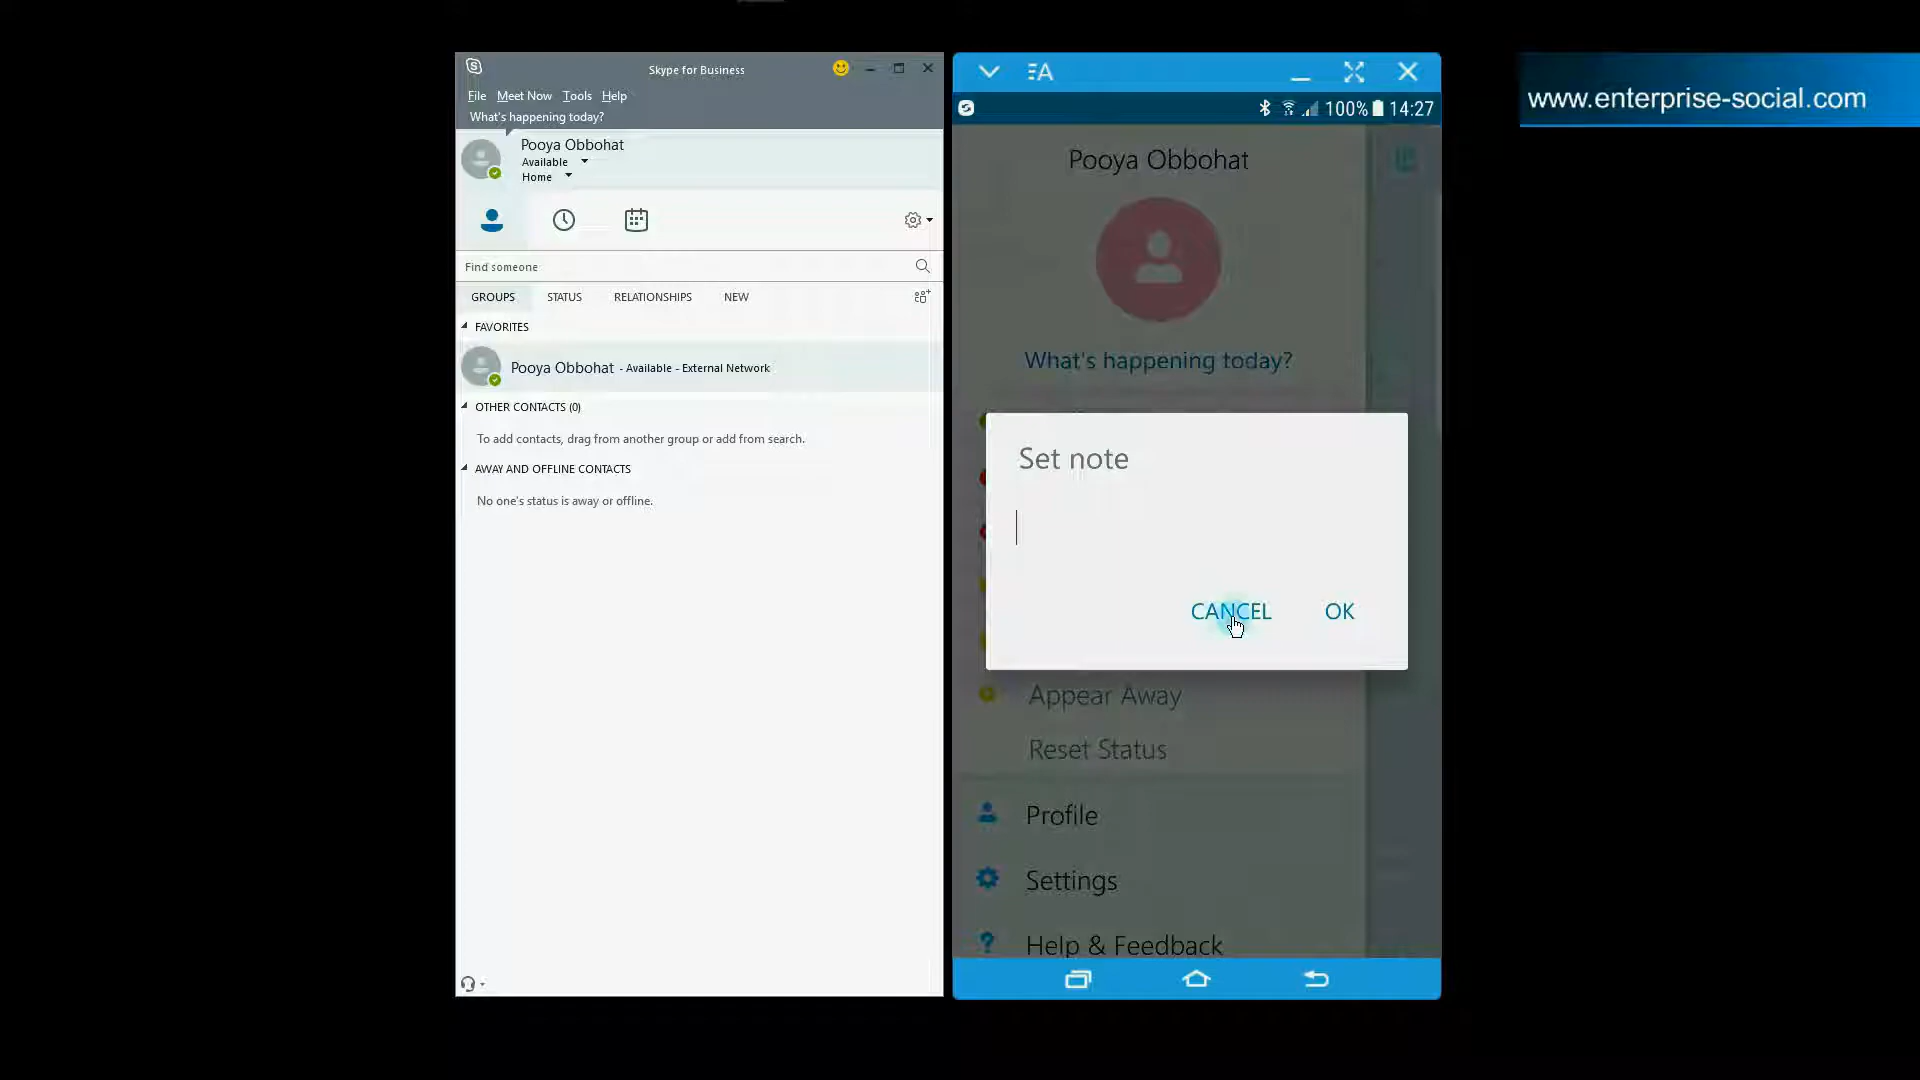 Skype for Business
File Meet Now Tools Help
What's happening today?
Pooya Obbohat
Available
Home
Find someone
GROUPS STATUS RELATIONSHIPS NEW
FAVORITES
Pooya Obbohat - Available - External Network
OTHER CONTACTS (0)
To add contacts, drag from another group or add from search.
AWAY AND OFFLINE CONTACTS
No one's status is away or offline.
100% 14:27
Pooya Obbohat
What's happening today?
Set note
CANCEL OK
Appear Away
Reset Status
Profile
Settings
Help & Feedback
www.enterprise-social.com